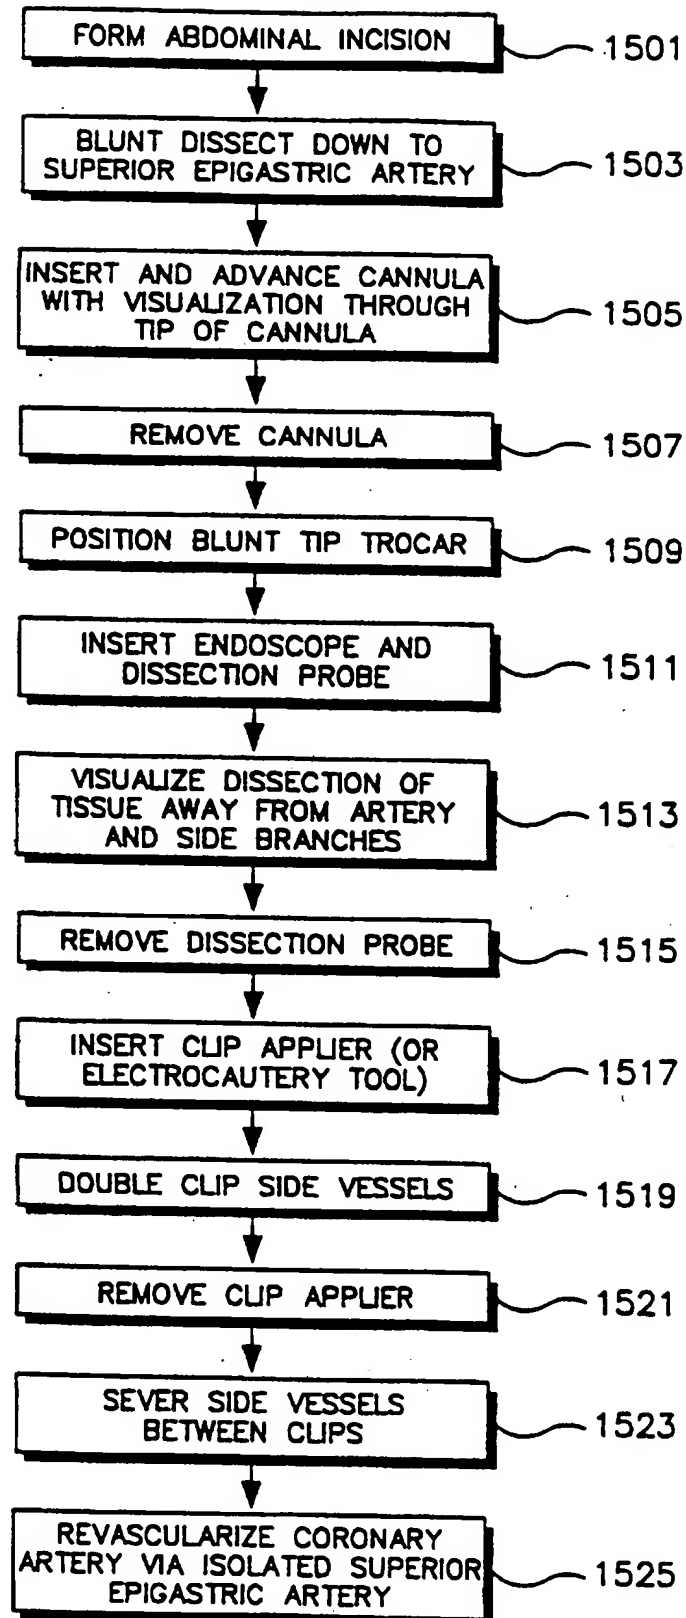 FORM ABDOMINAL INCISION
1501
BLUNT DISSECT DOWN TO
SUPERIOR EPIGASTRIC ARTERY
1503
INSERT AND ADVANCE CANNULA
WITH VISUALIZATION THROUGH
TIP OF CANNULA
1505
REMOVE CANNULA
1507
POSITION BLUNT TIP TROCAR
1509
INSERT ENDOSCOPE AND
DISSECTION PROBE
1511
VISUALIZE DISSECTION OF
TISSUE AWAY FROM ARTERY
AND SIDE BRANCHES
1513
REMOVE DISSECTION PROBE
1515
INSERT CLIP APPLIER (OR
ELECTROCAUTERY TOOL)
1517
DOUBLE CLIP SIDE VESSELS
1519
REMOVE CLIP APPLIER
1521
SEVER SIDE VESSELS
BETWEEN CLIPS
1523
REVASCULARIZE CORONARY
ARTERY VIA ISOLATED SUPERIOR
EPIGASTRIC ARTERY
1525